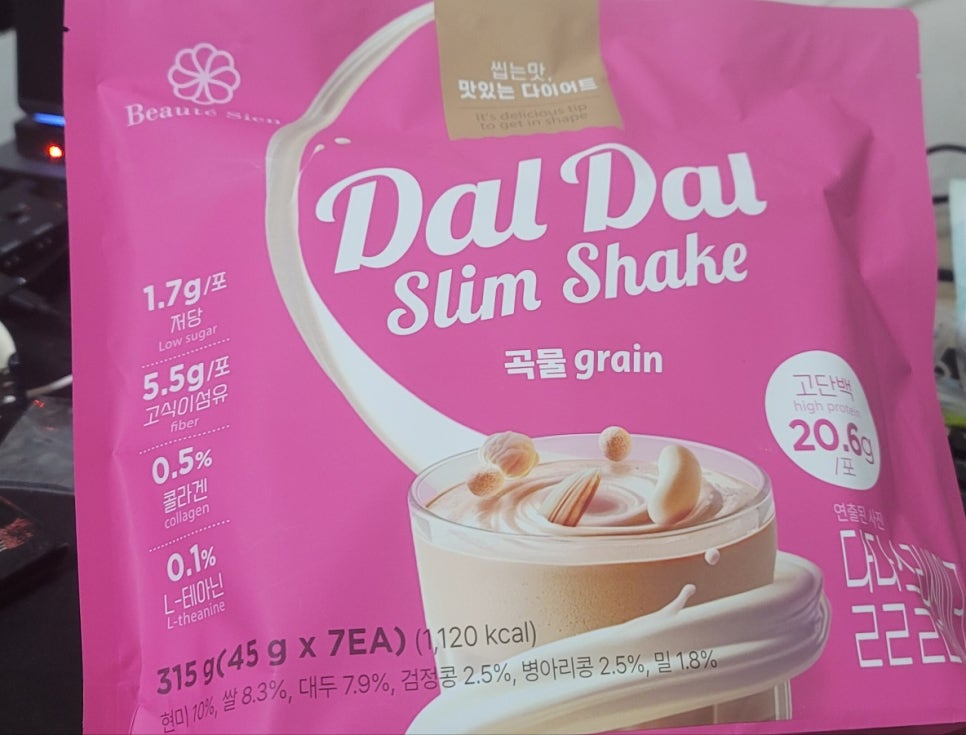 Beauté Sien
씹는맛,
맛있는 다이어트
It's delicious tip
to get in shape
Dal Dal
Slim Shake
곡물 grain
1.7g/포
저당
Low sugar
5.5g/포
고식이섬유
fiber
0.5%
콜라겐
collagen
0.1%
L-테아닌
L-theanine
고단백
high protein
20.6g
/포
연출된 사진
315 g(45 g x 7EA) (1,120 kcal)
현미 10%, 쌀 8.3%, 대두 7.9%, 검정콩 2.5%, 병아리콩 2.5%, 밀 1.8%